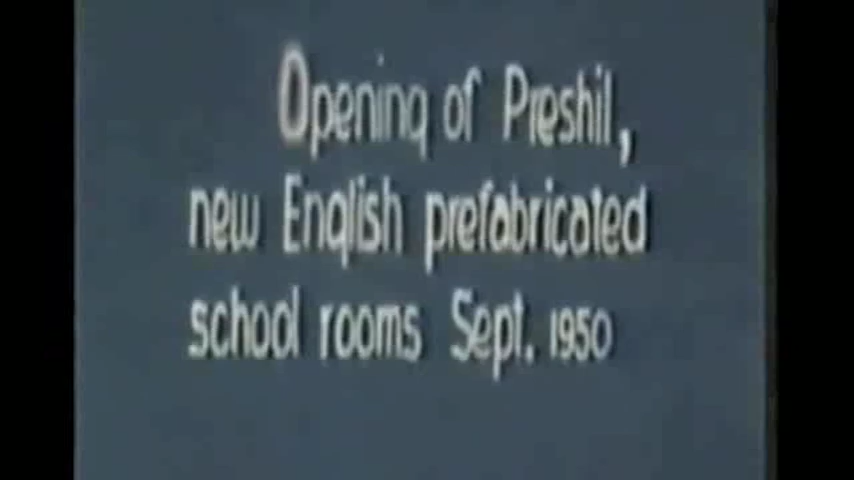 Opening of Preshil,
new English prefabricated
school rooms Sept. 1950